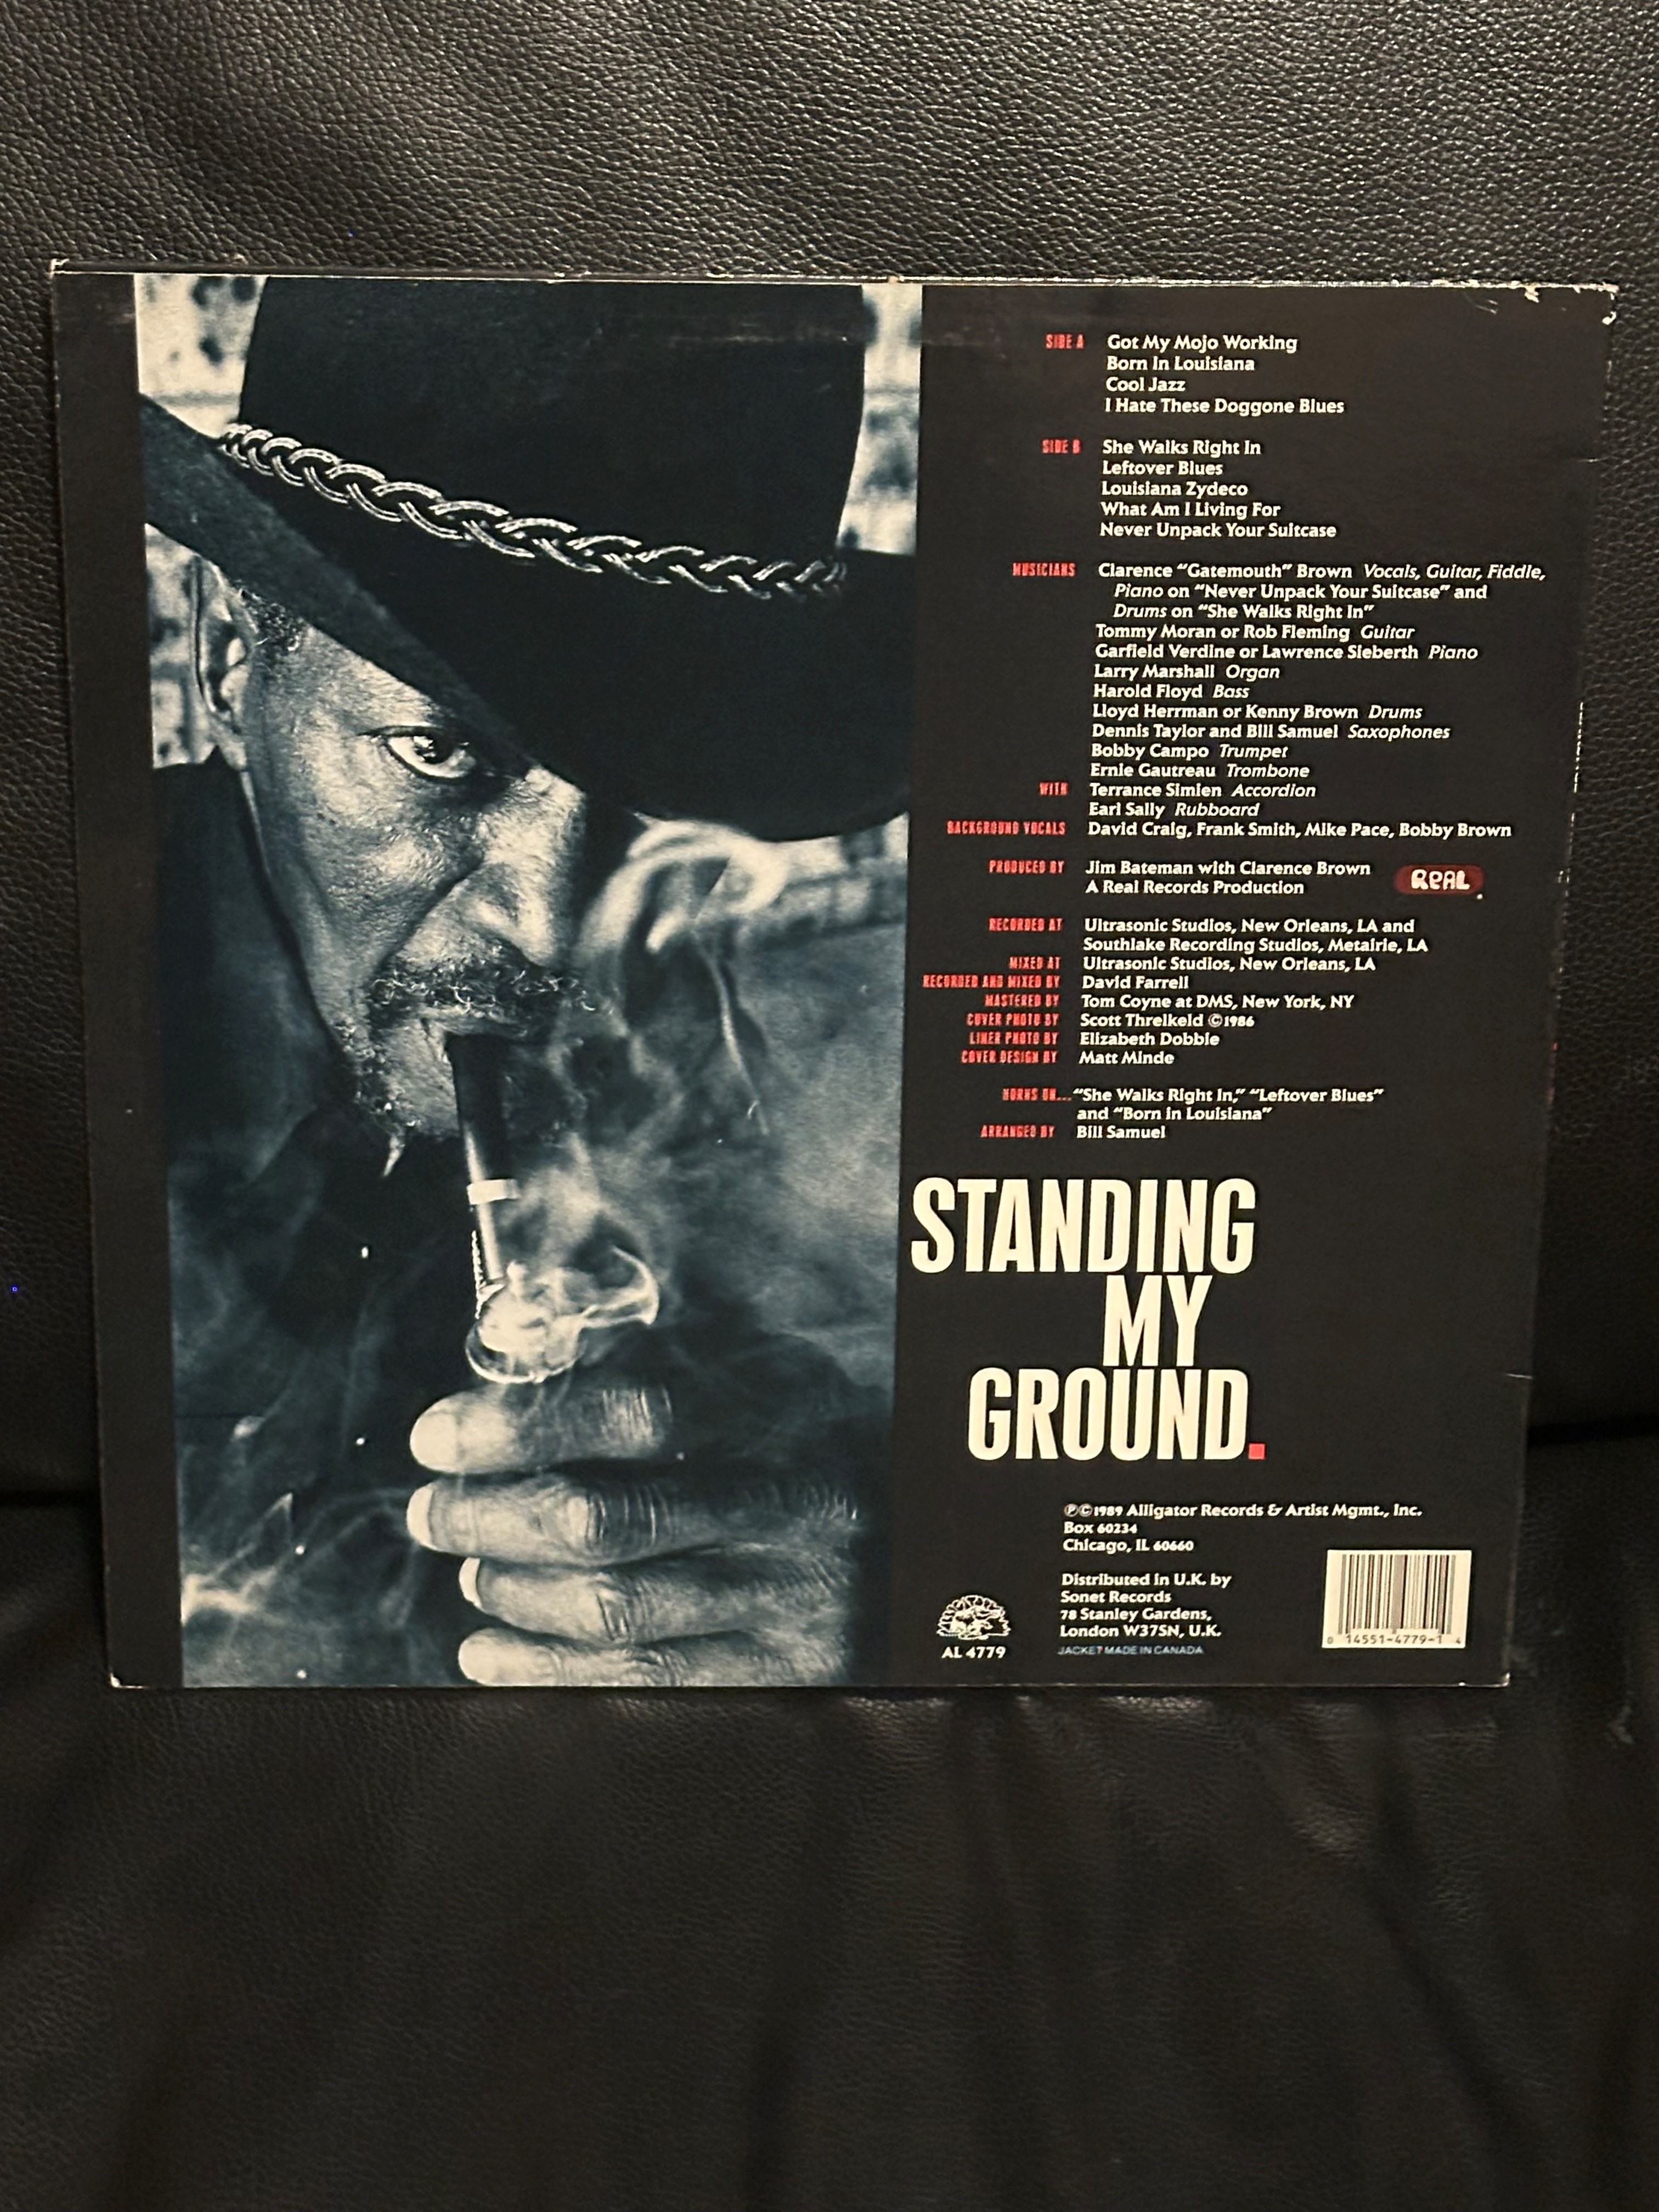 SIDE A Got My Mojo Working
Born In Louisiana
Cool Jazz
I Hate These Doggone Blues
SIDE B She Walks Right In
Leftover Blues
Louisiana Zydeco
What Am I Living For
Never Unpack Your Suitcase
MUSICIANS Clarence “Gatemouth” Brown Vocals, Guitar, Fiddle,
Piano on “Never Unpack Your Suitcase” and
Drums on “She Walks Right In”
Tommy Moran or Rob Fleming Guitar
Garfield Verdine or Lawrence Sieberth Piano
Larry Marshall Organ
Harold Floyd Bass
Lloyd Herrman or Kenny Brown Drums
Dennis Taylor and Bill Samuel Saxophones
Bobby Campo Trumpet
Ernie Gautreau Trombone
WITH Terrance Simien Accordion
Earl Sally Rubboard
BACKGROUND VOCALS David Craig, Frank Smith, Mike Pace, Bobby Brown
PRODUCED BY Jim Bateman with Clarence Brown
A Real Records Production
REAL
RECORDED AT Ultrasonic Studios, New Orleans, LA and
Southlake Recording Studios, Metairie, LA
MIXED AT Ultrasonic Studios, New Orleans, LA
RECORDED AND MIXED BY David Farrell
MASTERED BY Tom Coyne at DMS, New York, NY
COVER PHOTO BY Scott Threlkeld ©1986
LINER PHOTO BY Elizabeth Dobbie
COVER DESIGN BY Matt Minde
HORNS ON... “She Walks Right In,” “Leftover Blues”
and “Born in Louisiana”
ARRANGED BY Bill Samuel
STANDING
MY
GROUND.
℗©1989 Alligator Records & Artist Mgmt., Inc.
Box 60234
Chicago, IL 60660
Distributed in U.K. by
Sonet Records
78 Stanley Gardens,
London W37SN, U.K.
JACKET MADE IN CANADA
AL 4779
0 14551-4779-1 4